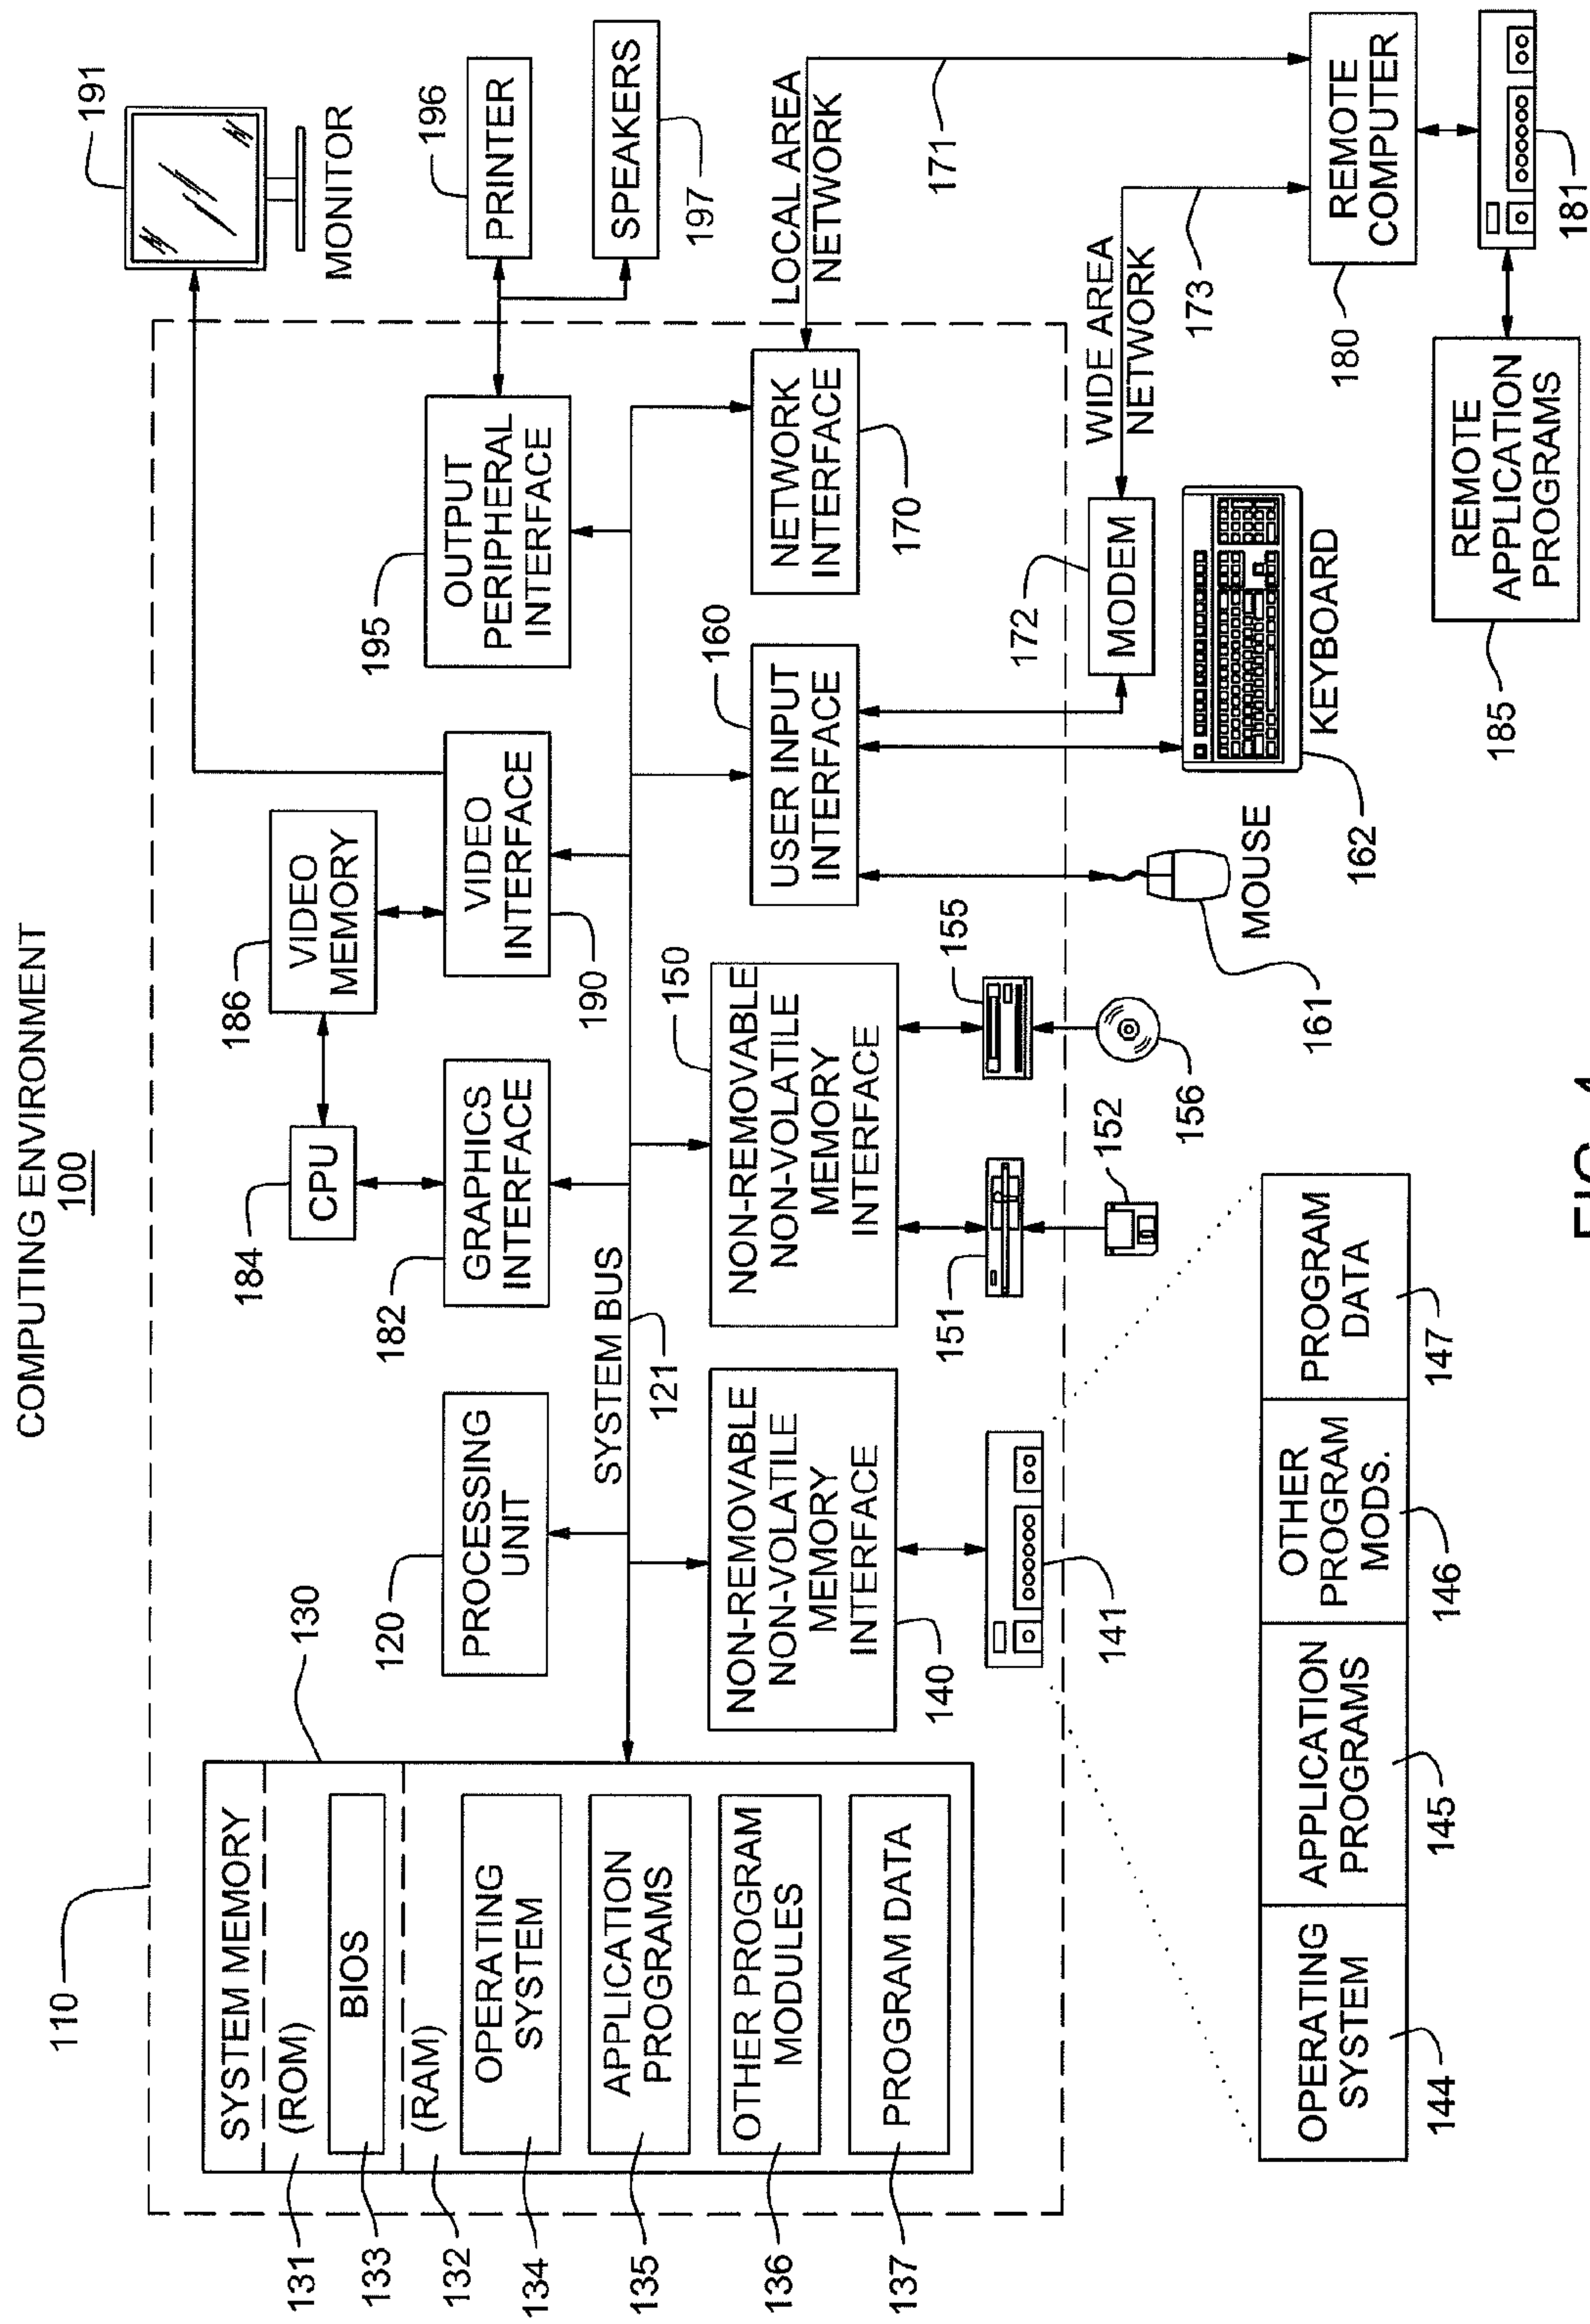 COMPUTING ENVIRONMENT
100
110
SYSTEM MEMORY
(ROM)
131
BIOS
133
(RAM)
132
OPERATING
SYSTEM
134
APPLICATION
PROGRAMS
135
OTHER PROGRAM
MODULES
136
PROGRAM DATA
137
130
120
PROCESSING
UNIT
SYSTEM BUS
121
184
CPU
182
GRAPHICS
INTERFACE
186
VIDEO
MEMORY
VIDEO
INTERFACE
190
191
MONITOR
195
OUTPUT
PERIPHERAL
INTERFACE
196
PRINTER
SPEAKERS
197
NON-REMOVABLE
NON-VOLATILE
MEMORY
INTERFACE
140
141
150
NON-REMOVABLE
NON-VOLATILE
MEMORY
INTERFACE
151
152
155
156
160
USER INPUT
INTERFACE
NETWORK
INTERFACE
170
LOCAL AREA
NETWORK
171
WIDE AREA
NETWORK
173
172
MODEM
MOUSE
161
KEYBOARD
162
REMOTE
COMPUTER
180
181
REMOTE
APPLICATION
PROGRAMS
185
OPERATING
SYSTEM
144
APPLICATION
PROGRAMS
145
OTHER
PROGRAM
MODS.
146
PROGRAM
DATA
147